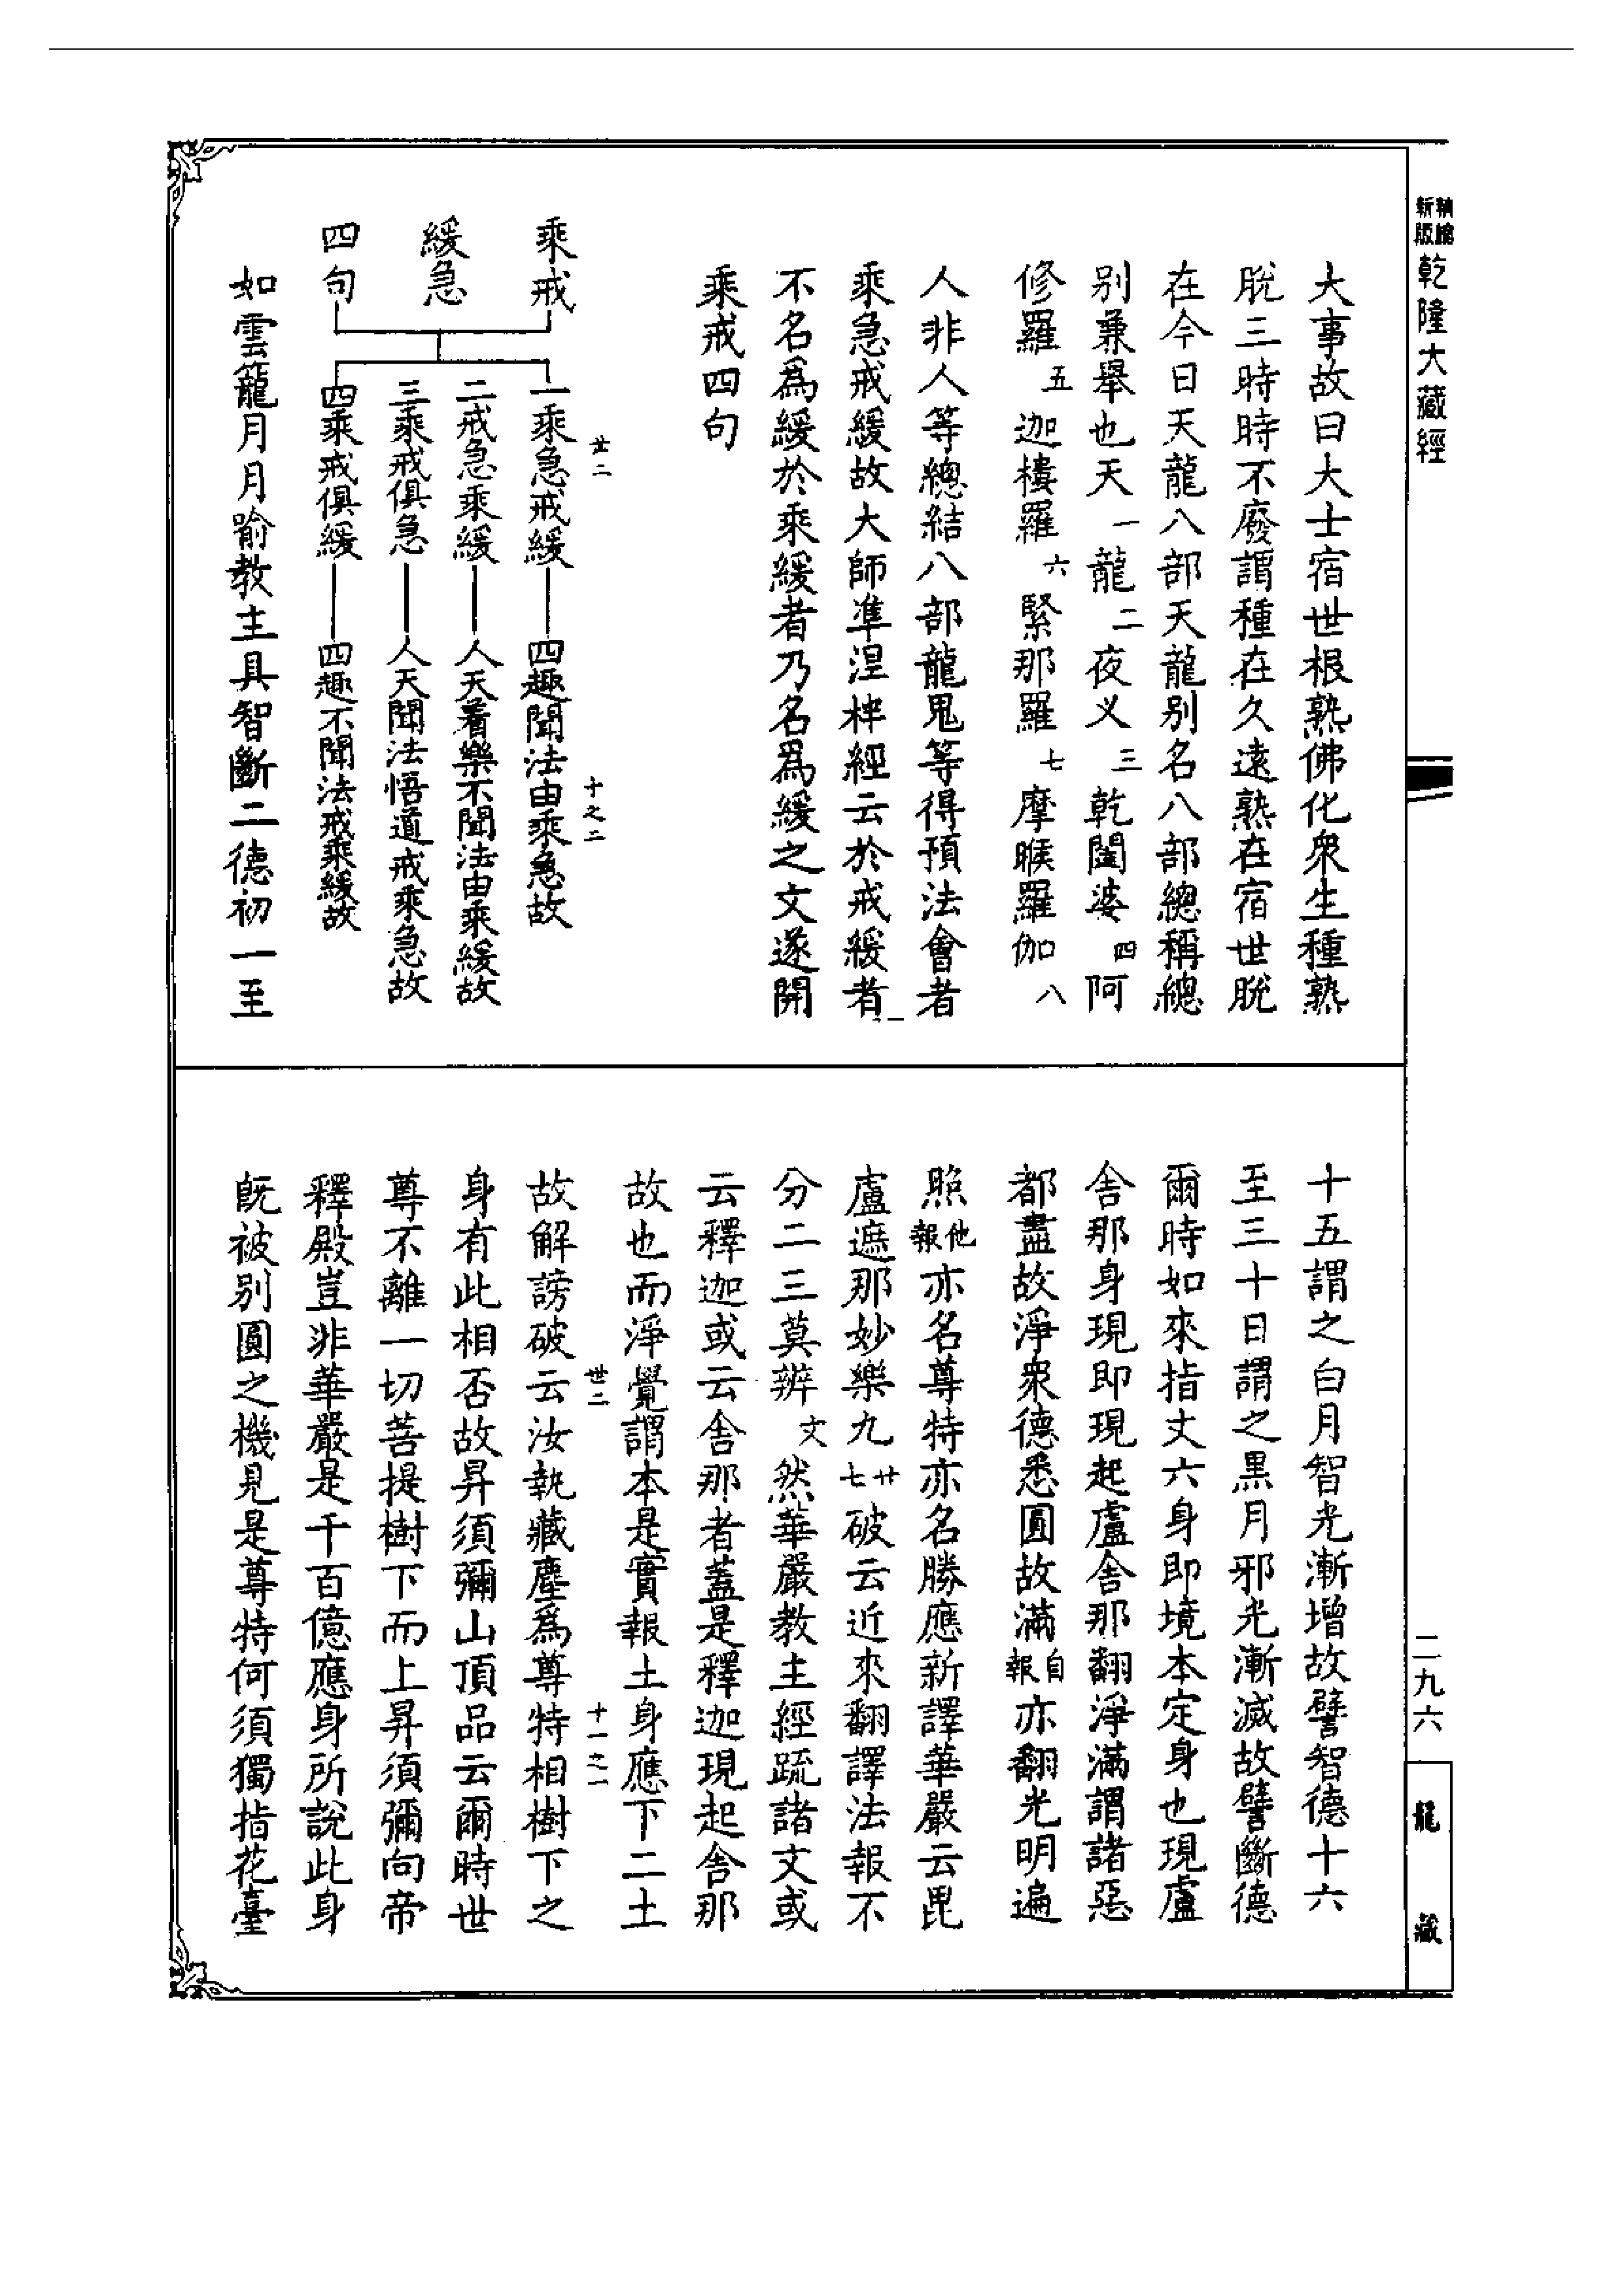 新版 乾隆大藏經
大事故曰大士宿世根熟佛化衆生種熟
脫三時時不廢謂種在久遠熟在宿世脫
在今日天龍八部天龍別名八部總稱總
別兼舉也天一龍二夜义三乾闥婆四阿
修羅五迦樓羅六緊那羅七摩睺羅伽八
人非人等總結八部龍鬼等得預法會者
乘急戒緩故大師準涅槃經云於戒緩者
不名爲緩於乘緩者乃名爲緩之文遂開
乘戒四句
廿二
十之二
乘戒緩急四句
一乘急戒緩——四趣聞法由乘急故
二戒急乘緩——人天着樂不聞法由乘緩故
三乘戒俱急——人天聞法悟道戒乘急故
四乘戒俱緩——四趣不聞法戒乘緩故
如雲籠月月喻教主具智斷二德初一至
十五謂之白月智光漸增故譬智德十六
至三十日謂之黑月邪光漸滅故譬斷德
爾時如來指丈六身即境本定身也現盧
舍那身現即現起盧舍那翻淨滿謂諸惡
都盡故淨衆德悉圓故滿自報亦翻光明遍
照他報亦名尊特亦名勝應新譯華嚴云毘
盧遮那妙樂九廿七破云近來翻譯法報不
分二三莫辨文然華嚴教主經疏諸文或
云釋迦或云舍那者蓋是釋迦現起舍那
故也而淨覺謂本是實報土身應下二土
世二
十一之一
故解謗破云汝執藏塵爲尊特相樹下之
身有此相否故昇須彌山頂品云爾時世
尊不離一切菩提樹下而上昇須彌向帝
釋殿豈非華嚴是千百億應身所說此身
旣被別圓之機見是尊特何須獨指花臺
二九六
龍藏